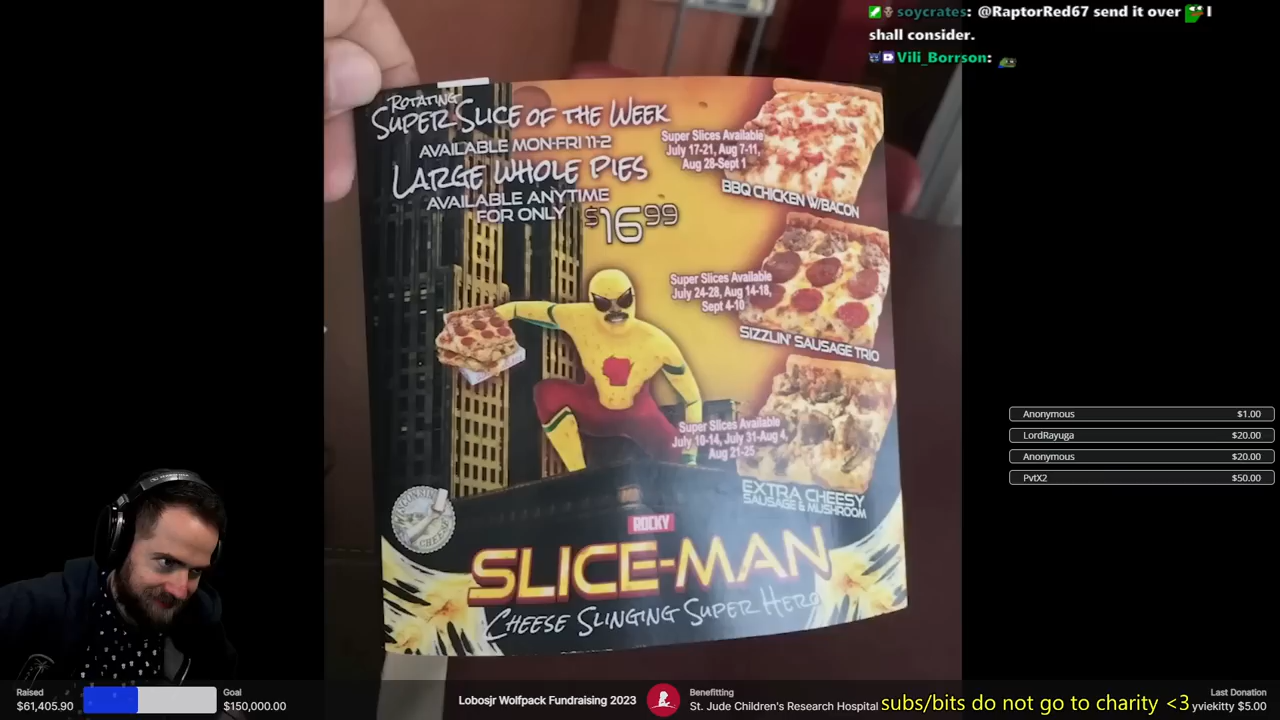 soycrates: @RaptorRed67 send it over I
shall consider.
Vili_Borrson:
ROTATING
SUPER SLICE OF THE WEEK
AVAILABLE MON-FRI 11-2
LARGE WHOLE PIES
AVAILABLE ANYTIME
FOR ONLY $16.99
Super Slices Available
July 17-21, Aug 7-11,
Aug 28-Sept 1
BBQ CHICKEN W/BACON
Super Slices Available
July 24-28, Aug 14-18,
Sept 4-10
SIZZLIN' SAUSAGE TRIO
Super Slices Available
July 10-14, July 31-Aug 4,
Aug 21-25
EXTRA CHEESY
SAUSAGE & MUSHROOM
WISCONSIN
CHEESE
ROCKY
SLICE-MAN
CHEESE SLINGING SUPER HERO
Anonymous $1.00
LordRayuga $20.00
Anonymous $20.00
PvtX2 $50.00
Raised
$61,405.90
Goal
$150,000.00
Lobosjr Wolfpack Fundraising 2023
Benefitting
St. Jude Children's Research Hospital
subs/bits do not go to charity <3
Last Donation
yyviekitty $5.00